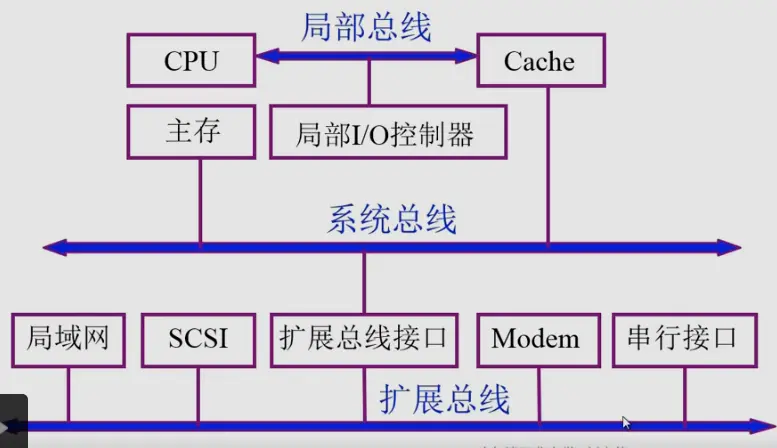 局部总线
CPU
Cache
主存
局部I/O控制器
系统总线
局域网
SCSI
扩展总线接口
Modem
串行接口
扩展总线